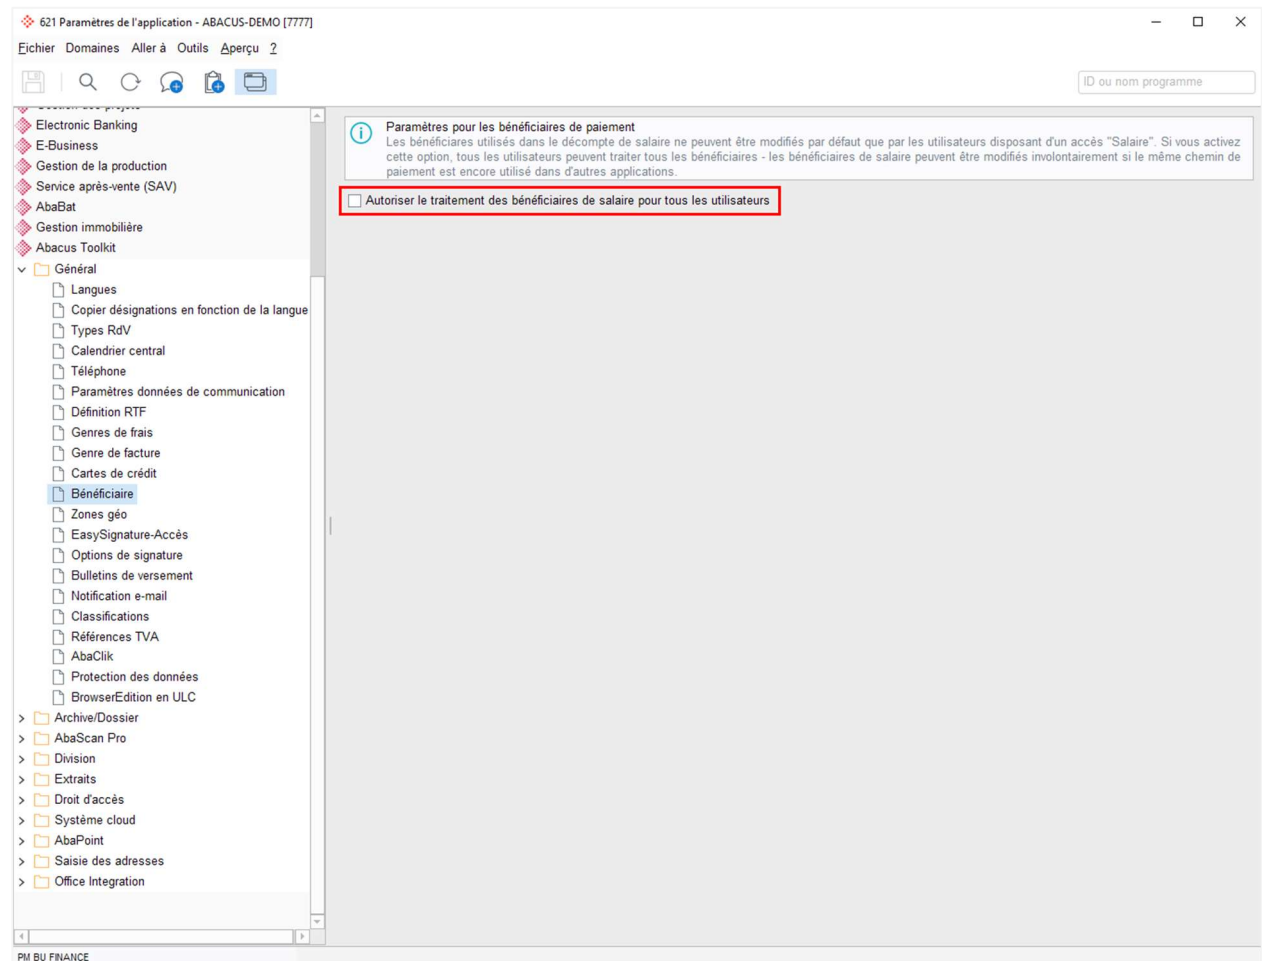 621 Paramètres de l'application - ABACUS-DEMO [7777]
Eichier Domaines Aller à Outils Aperçu ?
ID ou nom programme
Electronic Banking
E-Business
Gestion de la production
Service après-vente (SAV)
AbaBat
Gestion immobilière
Abacus Toolkit
Général
Langues
Copier désignations en fonction de la langue
Types RdV
Calendrier central
Téléphone
Paramètres données de communication
Définition RTF
Genres de frais
Genre de facture
Cartes de crédit
Bénéficiaire
Zones géo
EasySignature-Accès
Options de signature
Bulletins de versement
Notification e-mail
Classifications
Références TVA
AbaClik
Protection des données
BrowserEdition en ULC
Archive/Dossier
AbaScan Pro
Division
Extraits
Droit d'accès
Système cloud
AbaPoint
Saisie des adresses
Office Integration
Paramètres pour les bénéficiaires de paiement
Les bénéficiares utilisés dans le décompte de salaire ne peuvent être modifiés par défaut que par les utilisateurs disposant d'un accès "Salaire". Si vous activez
cette option, tous les utilisateurs peuvent traiter tous les bénéficiaires - les bénéficiaires de salaire peuvent être modifiés involontairement si le même chemin de
paiement est encore utilisé dans d'autres applications.
Autoriser le traitement des bénéficiaires de salaire pour tous les utilisateurs
PM BU FINANCE